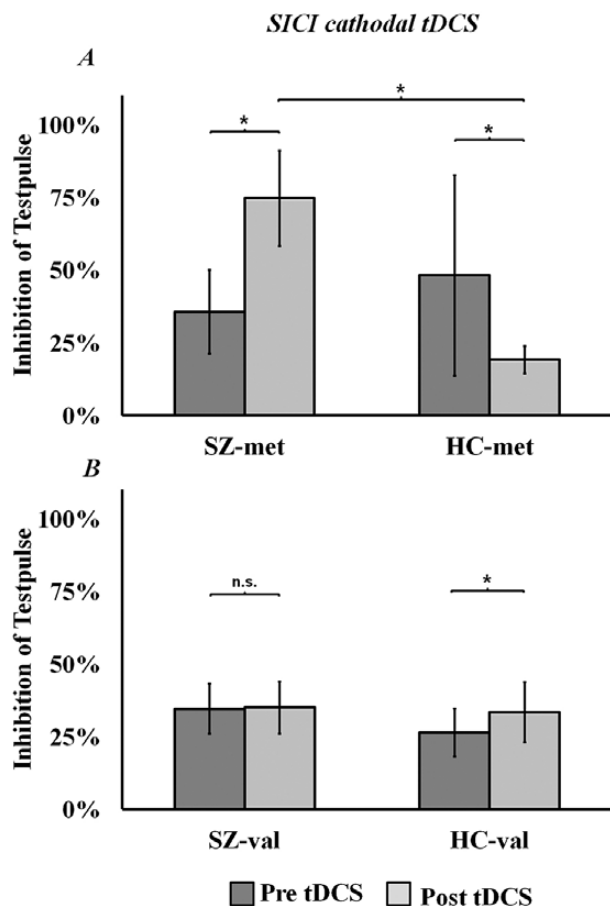 SICI cathodal tDCS
A
*
*
*
100%
75%
50%
25%
0%
Inhibition of Testpulse
SZ-met
HC-met
B
100%
75%
50%
25%
0%
Inhibition of Testpulse
n.s.
*
SZ-val
HC-val
Pre tDCS
Post tDCS